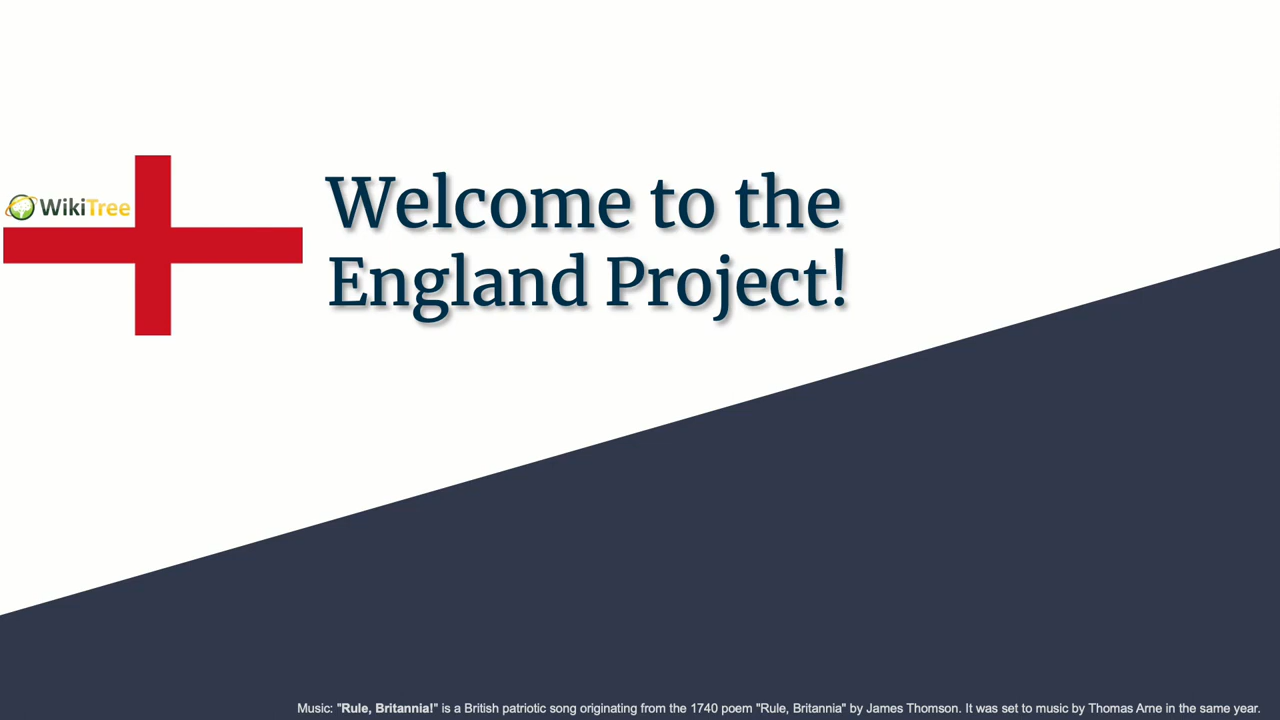 WikiTree
Welcome to the
England Project!
Music: "Rule, Britannia!" is a British patriotic song originating from the 1740 poem "Rule, Britannia" by James Thomson. It was set to music by Thomas Arne in the same year.